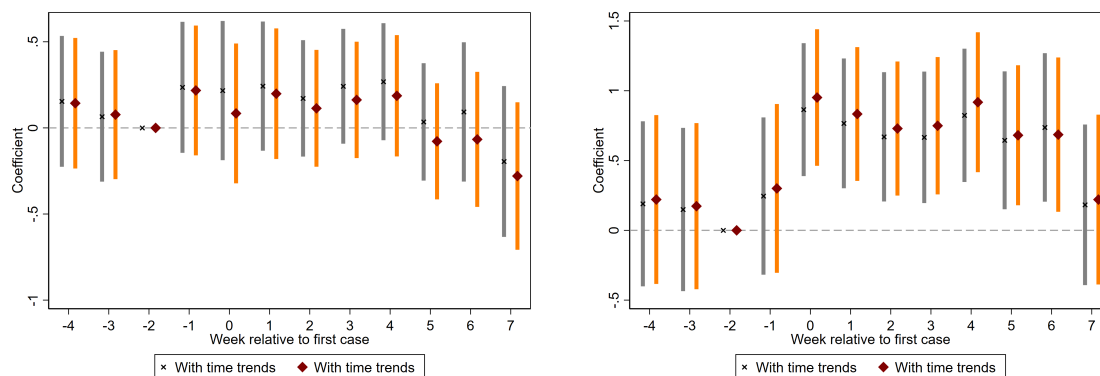 .5
0
-.5
-1
Coefficient
-4 -3 -2 -1 0 1 2 3 4 5 6 7
Week relative to first case
× With time trends ◆ With time trends
1.5
1
.5
0
-.5
Coefficient
-4 -3 -2 -1 0 1 2 3 4 5 6 7
Week relative to first case
× With time trends ◆ With time trends